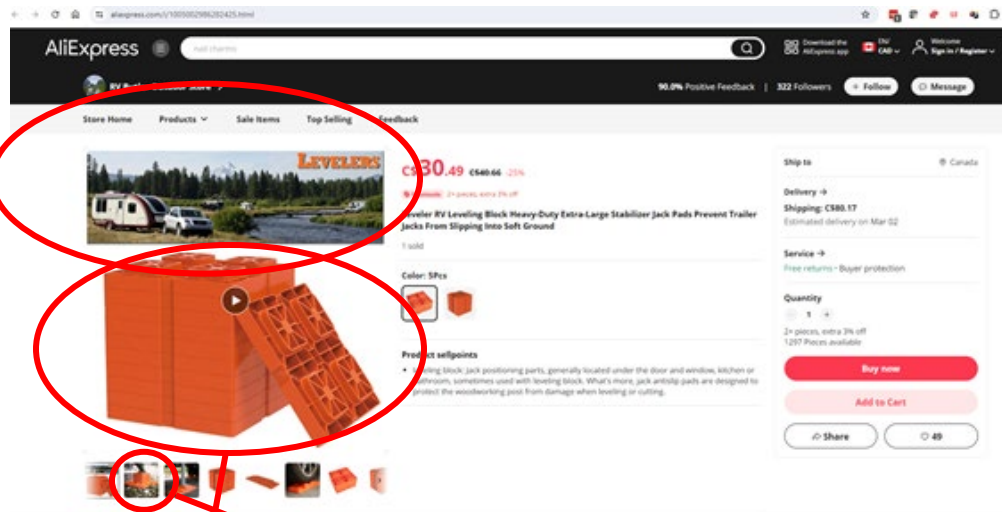 aliexpress.com/i/1005002986282425.html
AliExpress
nail charms
Download the
AliExpress app
EN/
CAD
Welcome
Sign in / Register
90.0% Positive Feedback | 322 Followers
+ Follow
Message
Store Home Products Sale Items Top Selling Feedback
LEVELERS
C$30.49 C$40.66 -25%
2+ pieces, extra 3% off
Leveler RV Leveling Block Heavy-Duty Extra-Large Stabilizer Jack Pads Prevent Trailer
Jacks From Slipping Into Soft Ground
1 sold
Color: 5Pcs
Product sellpoints
leveling block: Jack positioning parts, generally located under the door and window, kitchen or
bathroom, sometimes used with leveling block. What's more, jack antislip pads are designed to
protect the woodworking post from damage when leveling or cutting.
Ship to
Canada
Delivery →
Shipping: C$80.17
Estimated delivery on Mar 02
Service →
Free returns · Buyer protection
Quantity
- 1 +
2+ pieces, extra 3% off
1297 Pieces available
Buy now
Add to Cart
Share
49